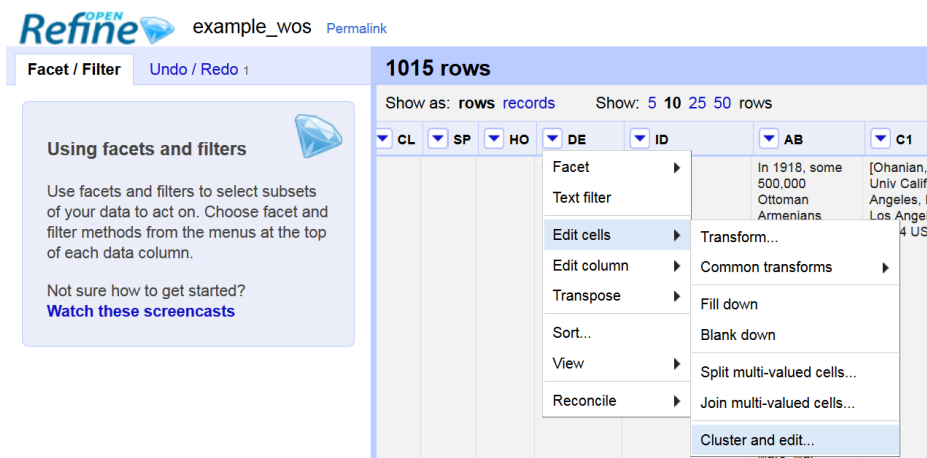 OPEN
Refine example_wos Permalink
Facet / Filter Undo / Redo 1
1015 rows
Show as: rows records Show: 5 10 25 50 rows
CL SP HO DE ID AB C1
Using facets and filters
Use facets and filters to select subsets
of your data to act on. Choose facet and
filter methods from the menus at the top
of each data column.
Not sure how to get started?
Watch these screencasts
Facet
Text filter
Edit cells
Edit column
Transpose
Sort...
View
Reconcile
Transform...
Common transforms
Fill down
Blank down
Split multi-valued cells...
Join multi-valued cells...
Cluster and edit...
In 1918, some
500,000
Ottoman
Armenians
[Ohanian,
Univ Calif
Angeles,
Los Angel
4 US